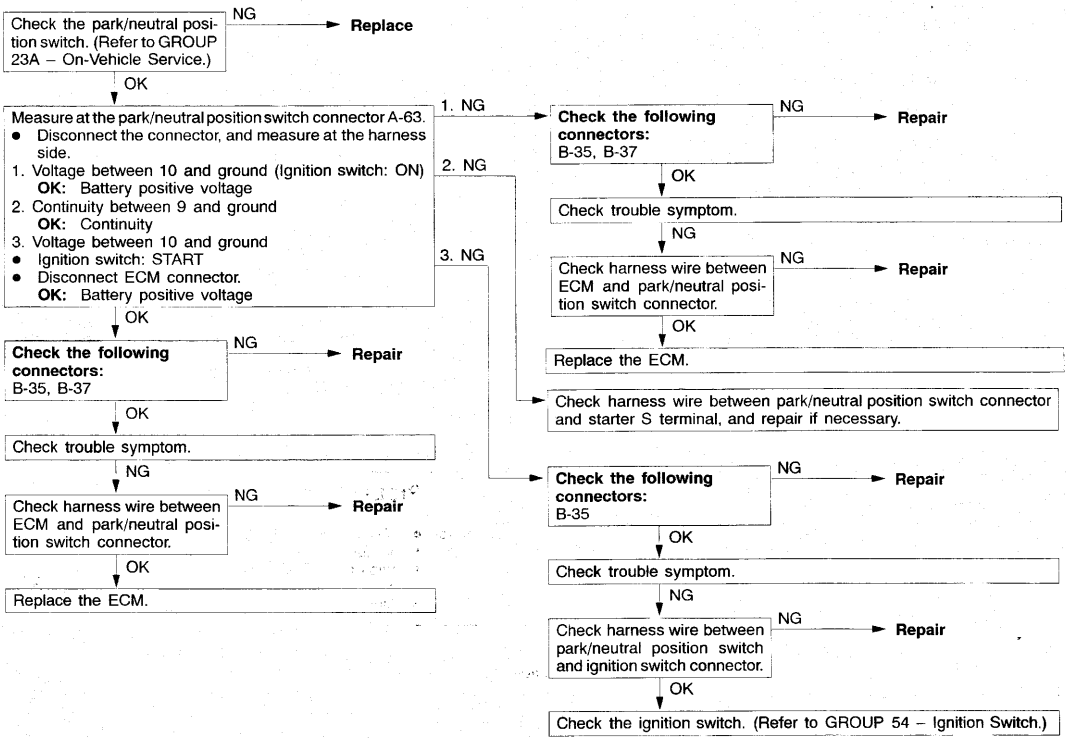 Check the park/neutral posi-
tion switch. (Refer to GROUP
23A – On-Vehicle Service.)
NG
Replace
OK
Measure at the park/neutral position switch connector A-63.
● Disconnect the connector, and measure at the harness
side.
1. Voltage between 10 and ground (Ignition switch: ON)
OK: Battery positive voltage
2. Continuity between 9 and ground
OK: Continuity
3. Voltage between 10 and ground
● Ignition switch: START
● Disconnect ECM connector.
OK: Battery positive voltage
OK
Check the following
connectors:
B-35, B-37
NG
Repair
OK
Check trouble symptom.
NG
Check harness wire between
ECM and park/neutral posi-
tion switch connector.
NG
Repair
OK
Replace the ECM.
1. NG
Check the following
connectors:
B-35, B-37
NG
Repair
OK
Check trouble symptom.
NG
Check harness wire between
ECM and park/neutral posi-
tion switch connector.
NG
Repair
OK
Replace the ECM.
2. NG
Check harness wire between park/neutral position switch connector
and starter S terminal, and repair if necessary.
3. NG
Check the following
connectors:
B-35
NG
Repair
OK
Check trouble symptom.
NG
Check harness wire between
park/neutral position switch
and ignition switch connector.
NG
Repair
OK
Check the ignition switch. (Refer to GROUP 54 – Ignition Switch.)